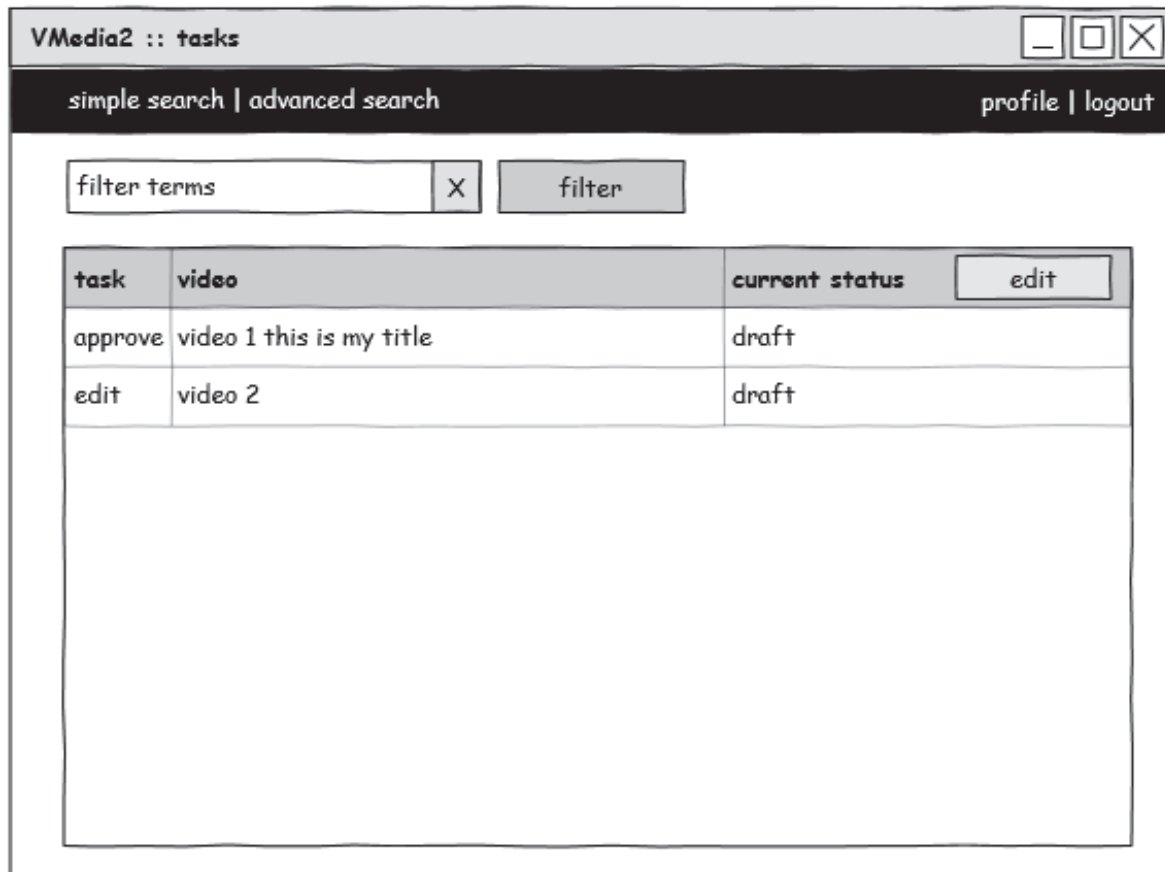 VMedia2 :: tasks
simple search | advanced search profile | logout
filter terms X filter
task video current status edit
approve video 1 this is my title draft
edit video 2 draft